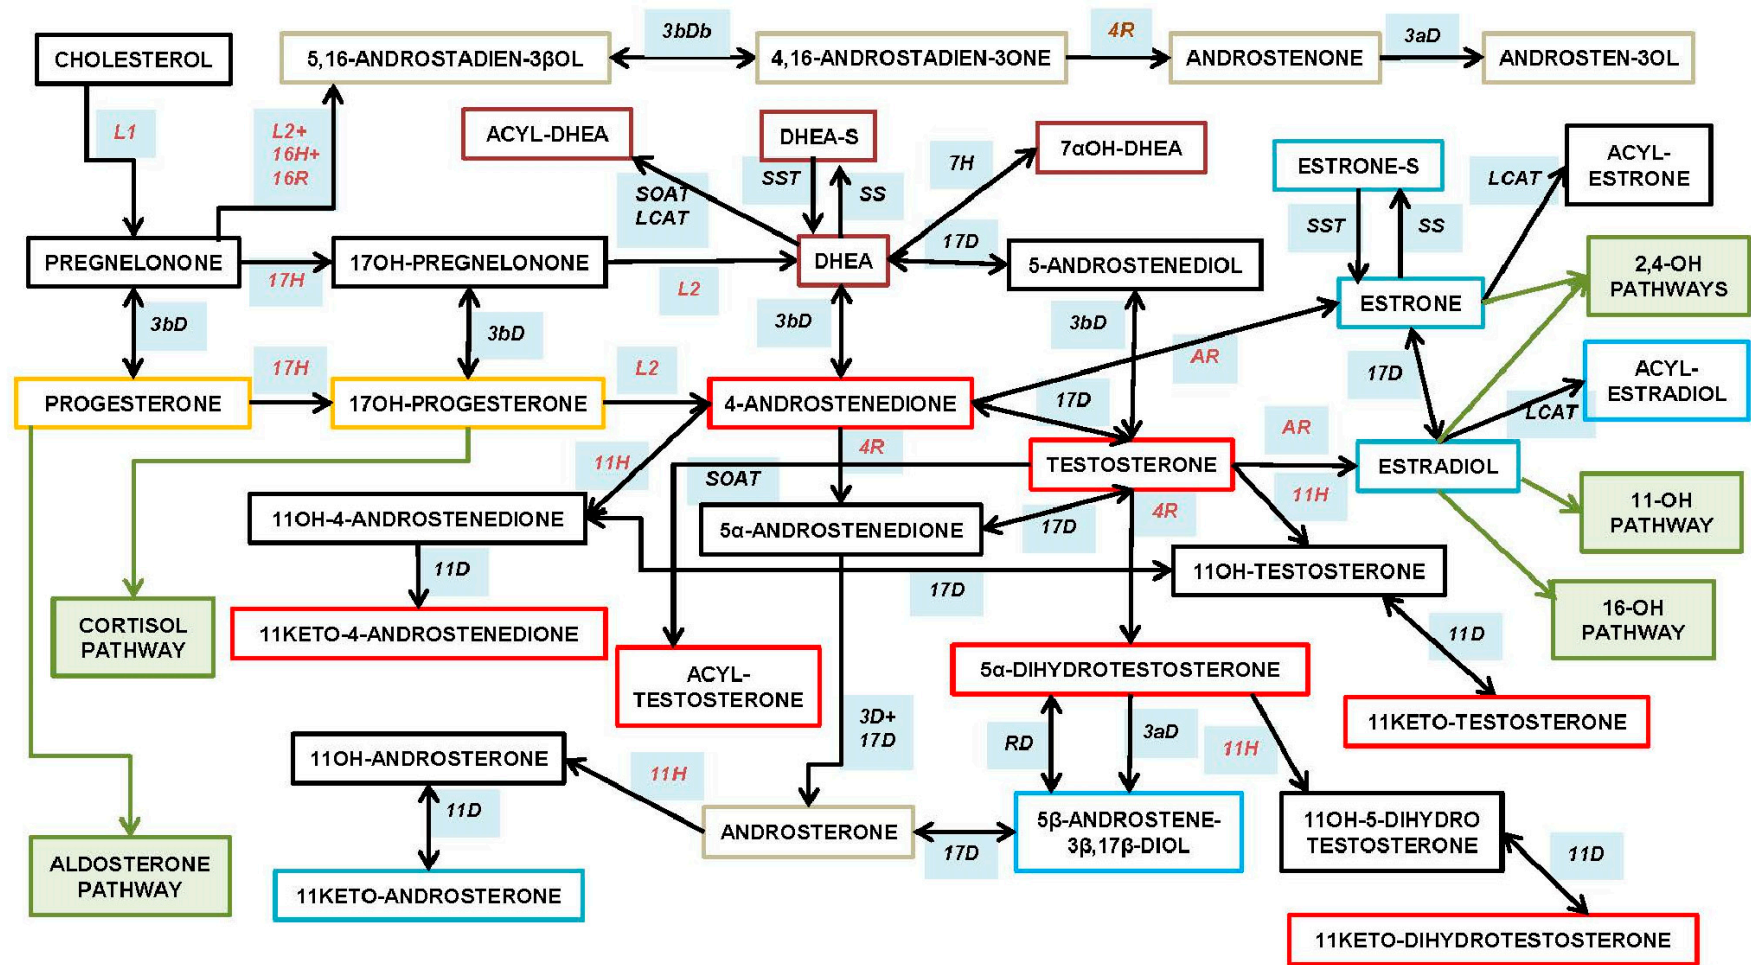 3bDb
4R
3aD
CHOLESTEROL
5,16-ANDROSTADIEN-3βOL
4,16-ANDROSTADIEN-3ONE
ANDROSTENONE
ANDROSTEN-3OL
L1
L2+
16H+
16R
ACYL-DHEA
DHEA-S
7αOH-DHEA
7H
ESTRONE-S
LCAT
ACYL-
ESTRONE
SOAT
LCAT
SST
SS
SST
SS
PREGNELONONE
17H
17OH-PREGNELONONE
L2
DHEA
17D
5-ANDROSTENEDIOL
2,4-OH
PATHWAYS
ESTRONE
3bD
3bD
3bD
3bD
AR
17D
ACYL-
ESTRADIOL
LCAT
PROGESTERONE
17H
17OH-PROGESTERONE
L2
4-ANDROSTENEDIONE
17D
AR
11H
4R
SOAT
TESTOSTERONE
ESTRADIOL
11H
4R
17D
11OH-4-ANDROSTENEDIONE
5α-ANDROSTENEDIONE
11-OH
PATHWAY
11D
17D
11OH-TESTOSTERONE
CORTISOL
PATHWAY
11KETO-4-ANDROSTENEDIONE
16-OH
PATHWAY
11D
ACYL-
TESTOSTERONE
5α-DIHYDROTESTOSTERONE
11KETO-TESTOSTERONE
3D+
17D
RD
3aD
11H
11OH-ANDROSTERONE
11H
11D
ANDROSTERONE
17D
5β-ANDROSTENE-
3β,17β-DIOL
11OH-5-DIHYDRO
TESTOSTERONE
11D
ALDOSTERONE
PATHWAY
11KETO-ANDROSTERONE
11KETO-DIHYDROTESTOSTERONE